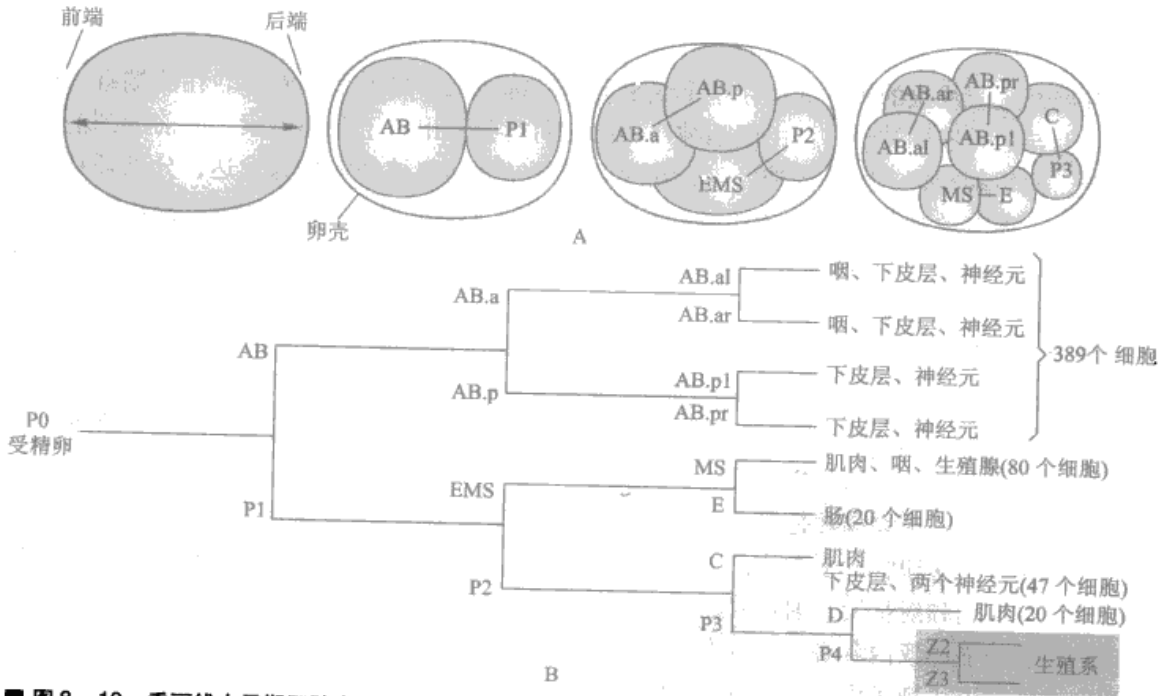 前端
后端
AB P1
AB.p
AB.a
P2
EMS
AB.ar AB.pr
C
AB.al AB.p1
P3
MS E
卵壳
A
AB.al 咽、下皮层、神经元
AB.a
AB.ar 咽、下皮层、神经元
AB
389个 细胞
AB.p1 下皮层、神经元
AB.p
AB.pr 下皮层、神经元
P0
受精卵
MS 肌肉、咽、生殖腺(80 个细胞)
EMS
E 肠(20 个细胞)
P1
C 肌肉
下皮层、两个神经元(47 个细胞)
P2
D 肌肉(20 个细胞)
P3
P4
Z2
生殖系
Z3
B